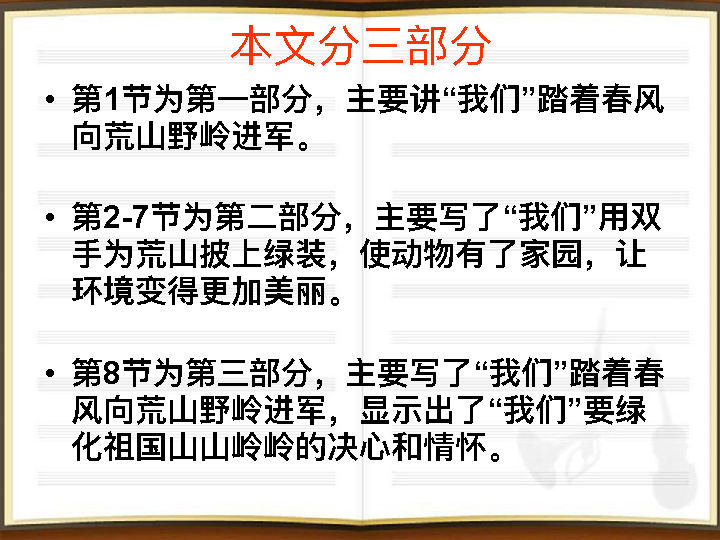 本文分三部分
• 第1节为第一部分，主要讲“我们”踏着春风
向荒山野岭进军。
• 第2-7节为第二部分，主要写了“我们”用双
手为荒山披上绿装，使动物有了家园，让
环境变得更加美丽。
• 第8节为第三部分，主要写了“我们”踏着春
风向荒山野岭进军，显示出了“我们”要绿
化祖国山山岭岭的决心和情怀。